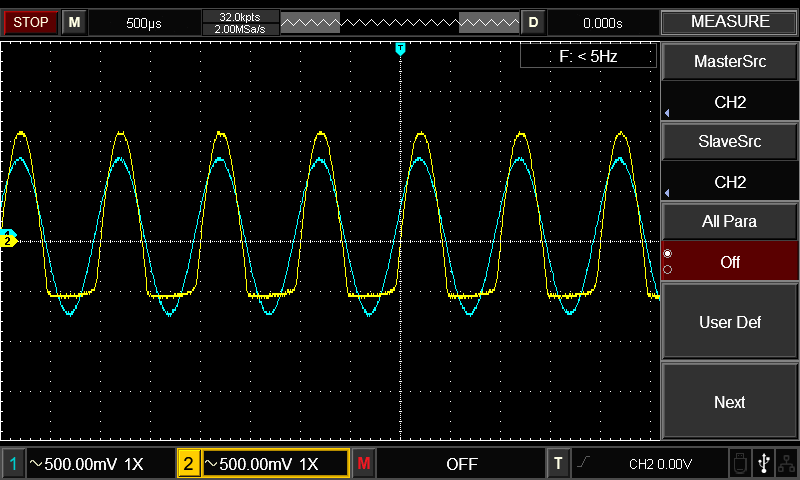 STOP M 500µs 32.0kpts D 0.000s MEASURE
2.00MSa/s
T
F: < 5Hz
MasterSrc
CH2
SlaveSrc
CH2
All Para
2
Off
User Def
Next
1 ~500.00mV 1X 2 ~500.00mV 1X M OFF T CH2 0.00V